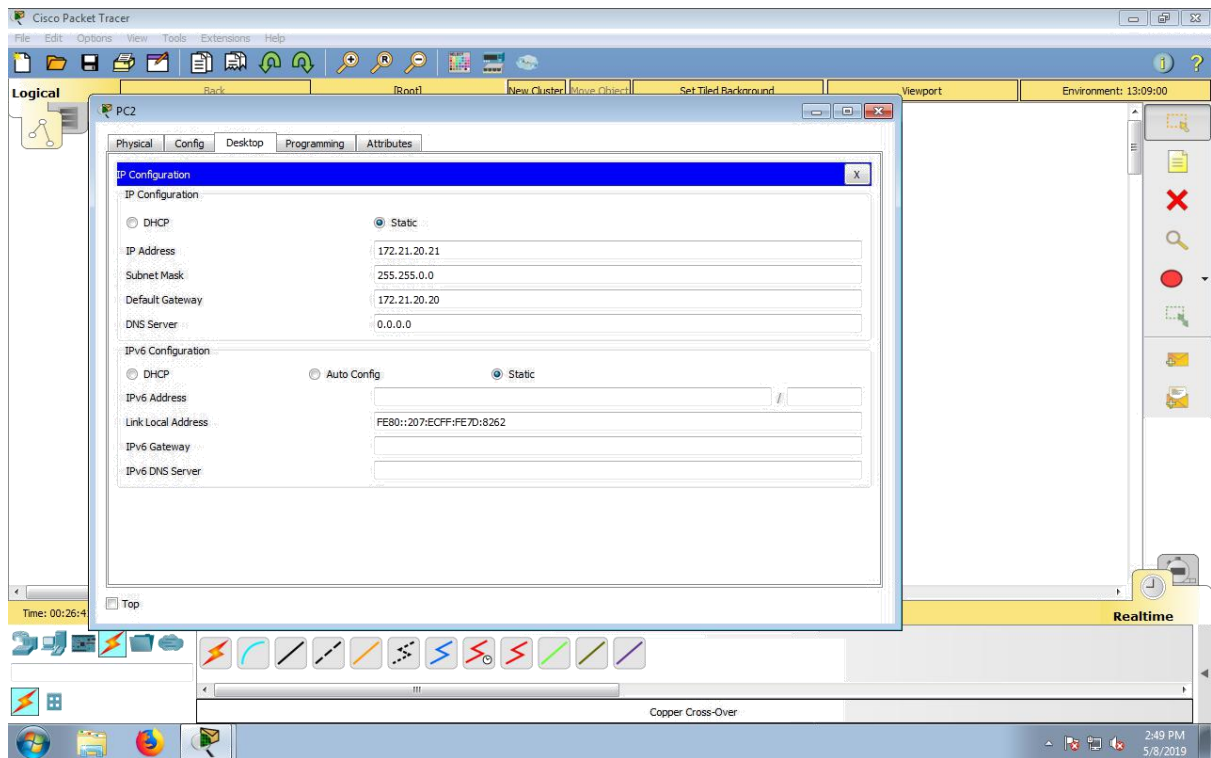 Cisco Packet Tracer
File Edit Options View Tools Extensions Help
Logical Back [Root] New Cluster Move Object Set Tiled Background Viewport Environment: 13:09:00
PC2
Physical Config Desktop Programming Attributes
IP Configuration X
IP Configuration
DHCP Static
IP Address 172.21.20.21
Subnet Mask 255.255.0.0
Default Gateway 172.21.20.20
DNS Server 0.0.0.0
IPv6 Configuration
DHCP Auto Config Static
IPv6 Address /
Link Local Address FE80::207:ECFF:FE7D:8262
IPv6 Gateway
IPv6 DNS Server
Top
Time: 00:26:4
Realtime
Copper Cross-Over
2:49 PM
5/8/2019